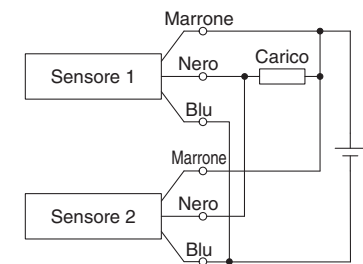 Marrone
Nero
Carico
Sensore 1
Blu
Marrone
Nero
Sensore 2
Blu